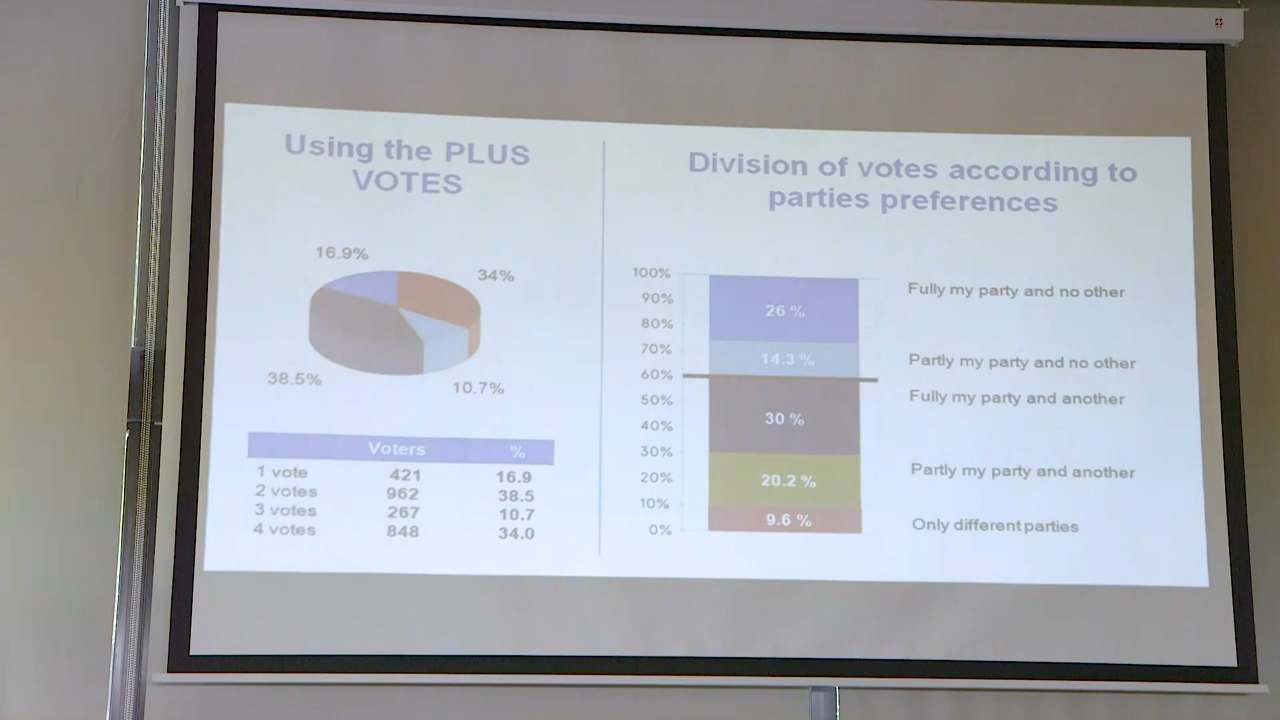 Using the PLUS
VOTES
16.9%
34%
38.5%
10.7%
Voters %
1 vote 421 16.9
2 votes 962 38.5
3 votes 267 10.7
4 votes 848 34.0
Division of votes according to
parties preferences
100%
90%
80%
70%
60%
50%
40%
30%
20%
10%
0%
26 %
14.3 %
30 %
20.2 %
9.6 %
Fully my party and no other
Partly my party and no other
Fully my party and another
Partly my party and another
Only different parties